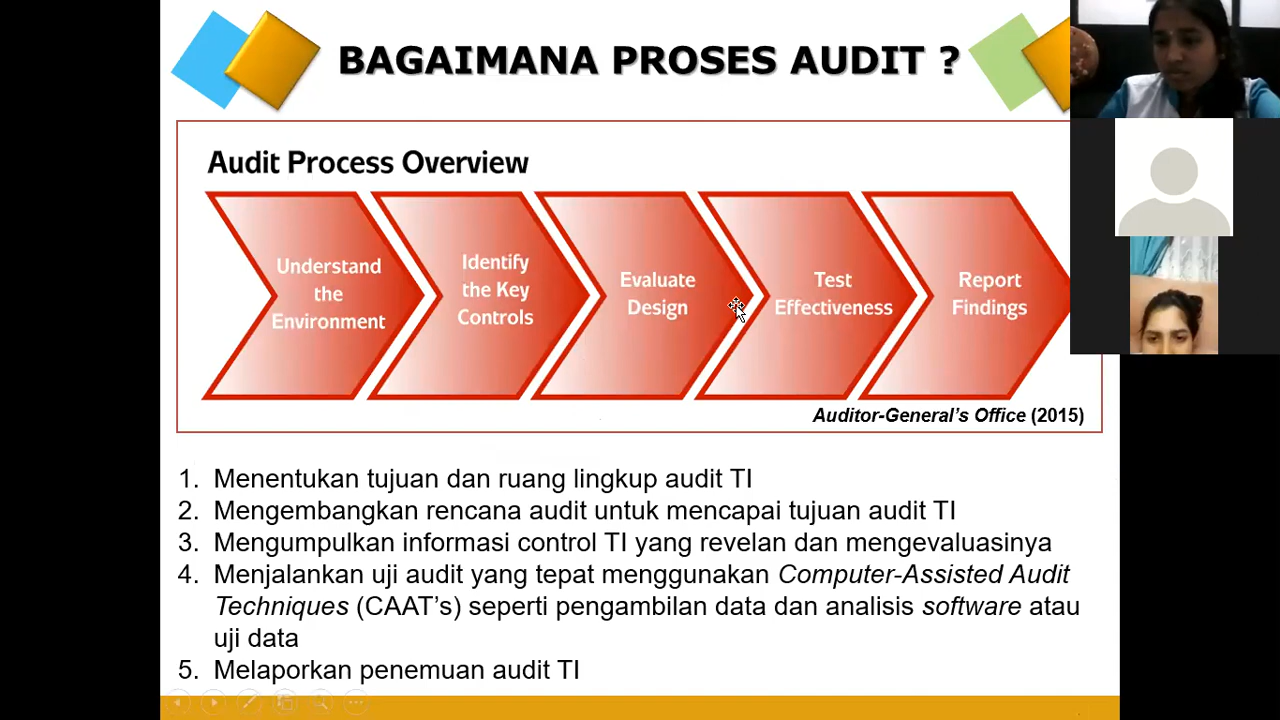 BAGAIMANA PROSES AUDIT ?
Audit Process Overview
Understand
the
Environment
Identify
the Key
Controls
Evaluate
Design
Test
Effectiveness
Report
Findings
Auditor-General’s Office (2015)
1. Menentukan tujuan dan ruang lingkup audit TI
2. Mengembangkan rencana audit untuk mencapai tujuan audit TI
3. Mengumpulkan informasi control TI yang revelan dan mengevaluasinya
4. Menjalankan uji audit yang tepat menggunakan Computer-Assisted Audit
Techniques (CAAT’s) seperti pengambilan data dan analisis software atau
uji data
5. Melaporkan penemuan audit TI